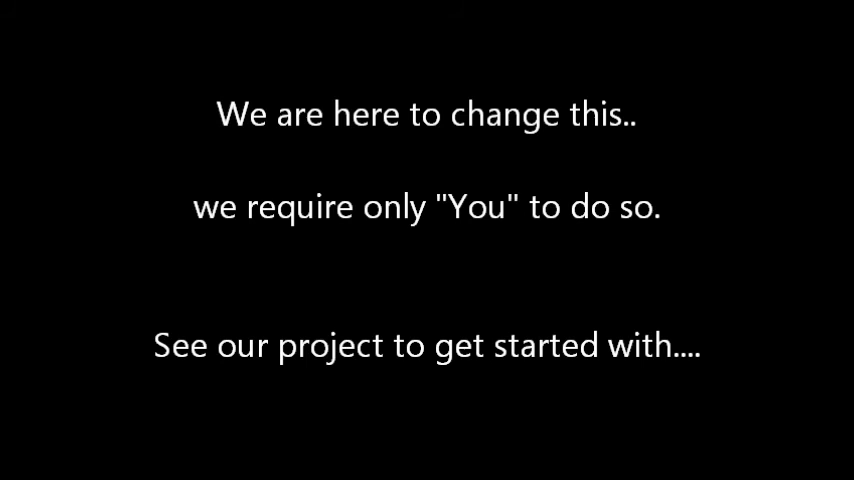 We are here to change this..
we require only "You" to do so.
See our project to get started with....